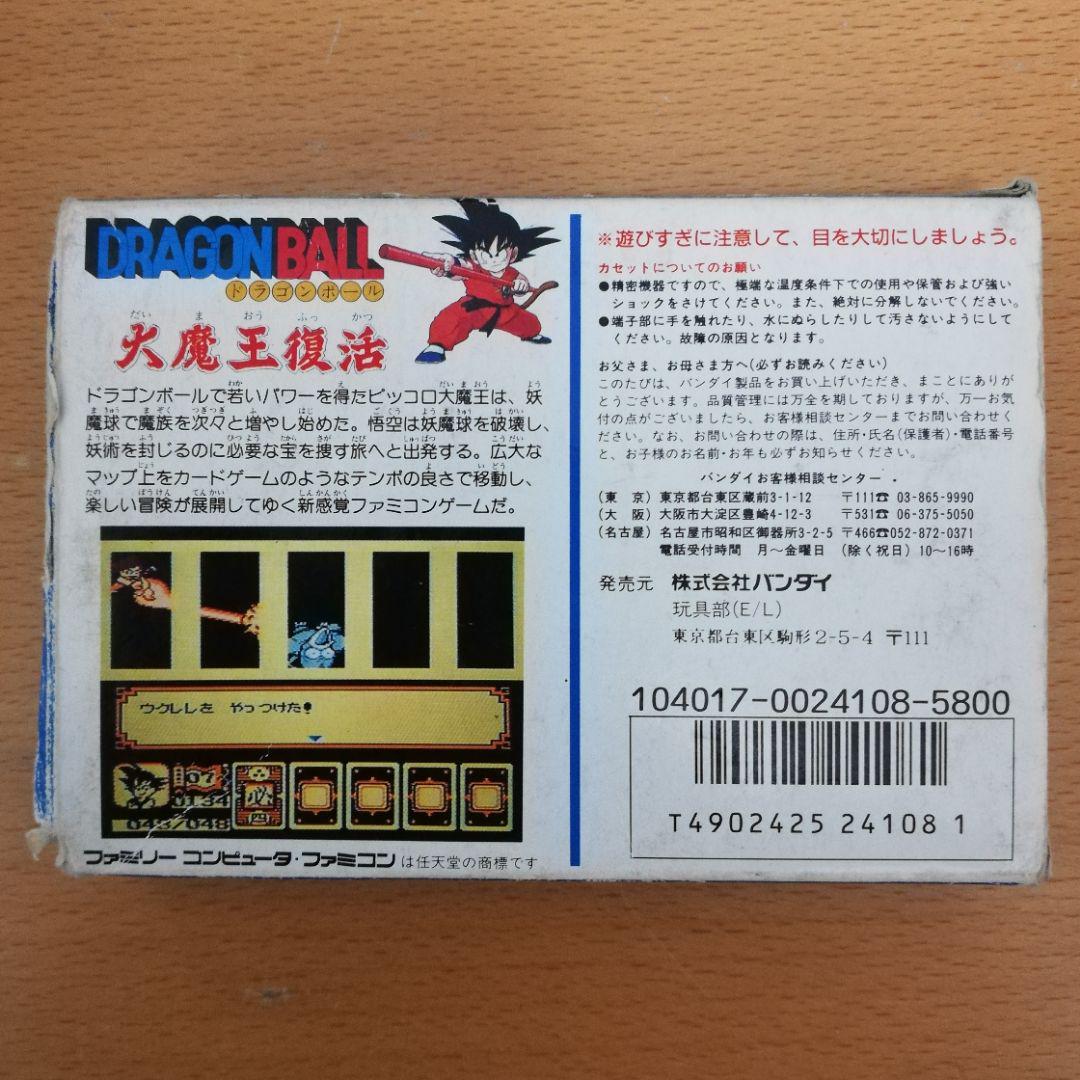 DRAGON BALL
ドラゴンボール
だい ま おう ふっ かつ
大魔王復活
ドラゴンボールで若いパワーを得たピッコロ大魔王は、妖
魔球で魔族を次々と増やし始めた。悟空は妖魔球を破壊し、
妖術を封じるのに必要な宝を捜す旅へと出発する。広大な
マップ上をカードゲームのようなテンポの良さで移動し、
楽しい冒険が展開してゆく新感覚ファミコンゲームだ。
ウクレレを やっつけた!
07
0134
043/048
必
四
ファミリー コンピュータ・ファミコンは任天堂の商標です
※遊びすぎに注意して、目を大切にしましょう。
カセットについてのお願い
●精密機器ですので、極端な温度条件下での使用や保管および強い
ショックをさけてください。また、絶対に分解しないでください。
●端子部に手を触れたり、水にぬらしたりして汚さないようにして
ください。故障の原因となります。
お父さま、お母さま方へ(必ずお読みください)
このたびは、バンダイ製品をお買い上げいただき、まことにありが
とうございます。品質管理には万全を期しておりますが、万一お気
付の点がございましたら、お客様相談センターまでお問い合わせくだ
さい。なお、お問い合わせの際は、住所・氏名(保護者)・電話番号
と、お子様のお名前・お年も必ずお知らせください。
バンダイお客様相談センター
(東 京) 東京都台東区蔵前3-1-12 〒111☎ 03-865-9990
(大 阪) 大阪市大淀区豊崎4-12-3 〒531☎ 06-375-5050
(名古屋) 名古屋市昭和区御器所3-2-5 〒466☎052-872-0371
電話受付時間 月〜金曜日 (除く祝日) 10〜16時
発売元 株式会社バンダイ
玩具部(E/L)
東京都台東区駒形2-5-4 〒111
104017-0024108-5800
T4902425 24108 1